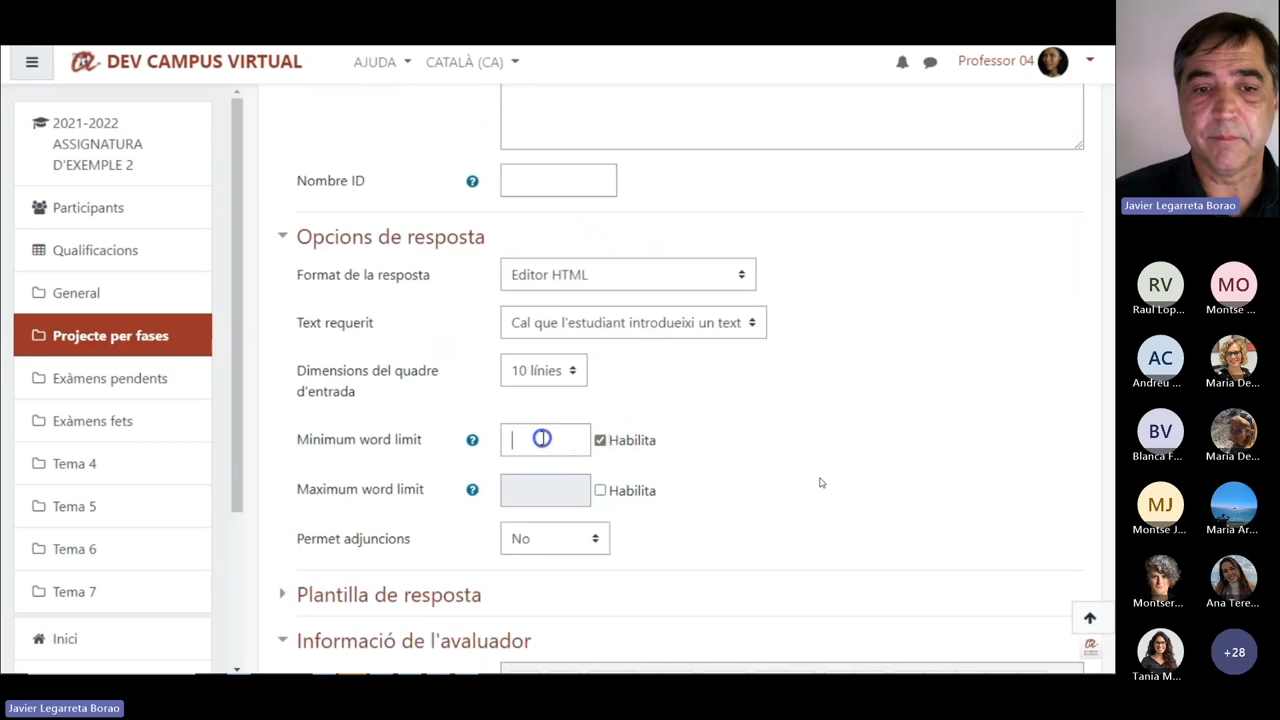 DEV CAMPUS VIRTUAL
AJUDA
CATALÀ (CA)
Professor 04
2021-2022
ASSIGNATURA
D'EXEMPLE 2
Participants
Qualificacions
General
Projecte per fases
Exàmens pendents
Exàmens fets
Tema 4
Tema 5
Tema 6
Tema 7
Inici
Nombre ID
Opcions de resposta
Format de la resposta
Editor HTML
Text requerit
Cal que l'estudiant introdueixi un text
Dimensions del quadre
d'entrada
10 línies
Minimum word limit
Habilita
Maximum word limit
Habilita
Permet adjuncions
No
Plantilla de resposta
Informació de l'avaluador
Javier Legarreta Borao
RV
Raul Lop...
MO
Montse ...
AC
Andreu ...
Maria De...
BV
Blanca F...
Maria De...
MJ
Montse J...
Maria Ar...
Montser...
Ana Tere...
Tania M...
+28
Javier Legarreta Borao